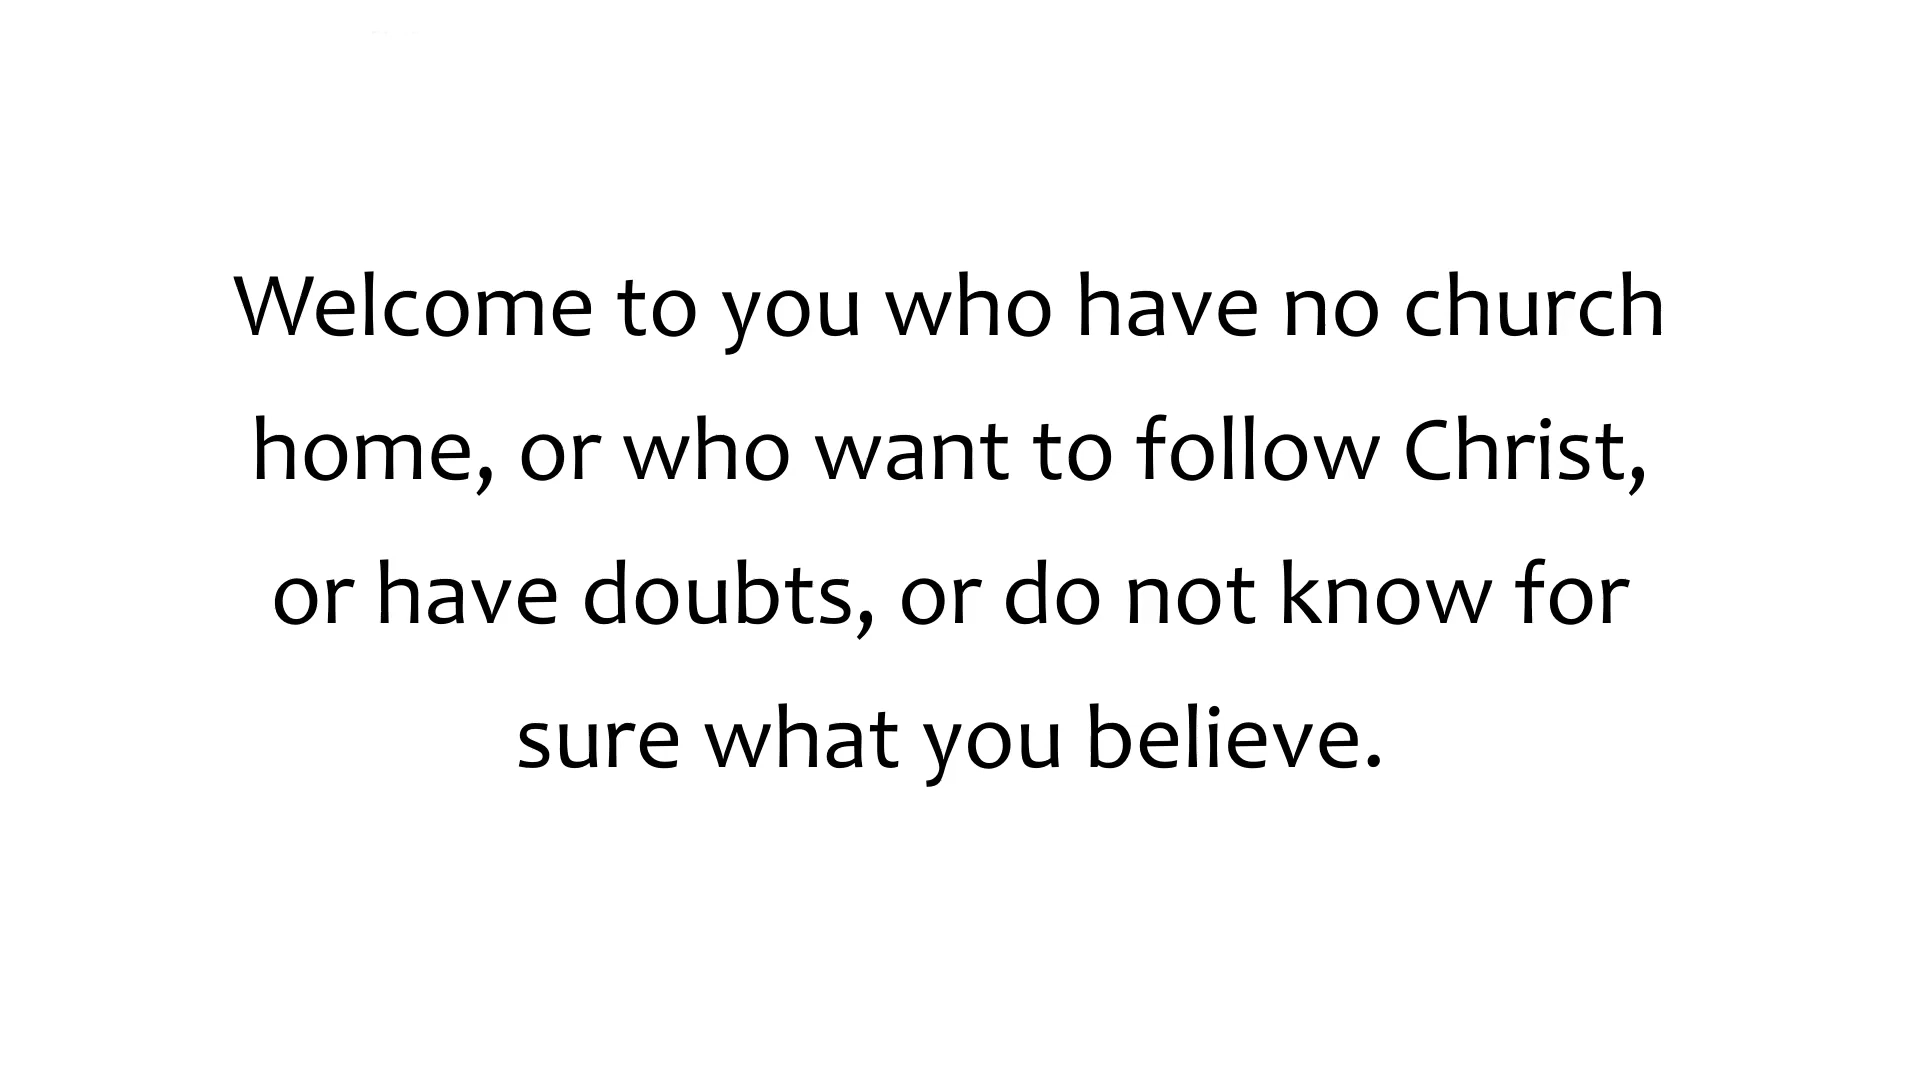 Welcome to you who have no church
home, or who want to follow Christ,
or have doubts, or do not know for
sure what you believe.